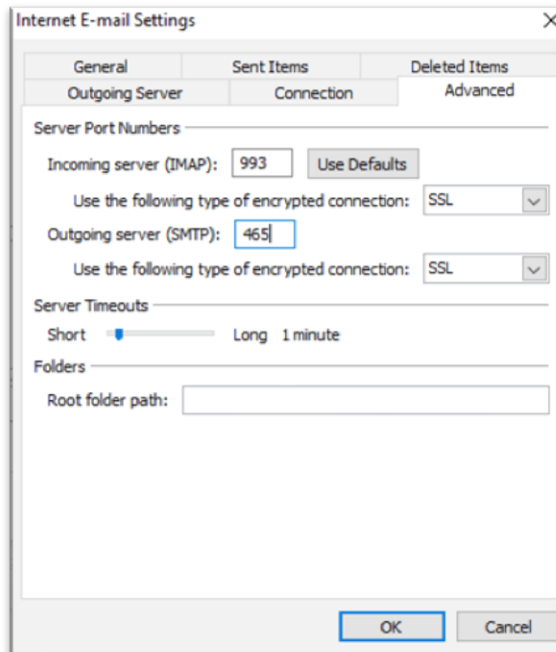 Internet E-mail Settings
General Sent Items Deleted Items
Outgoing Server Connection Advanced
Server Port Numbers
Incoming server (IMAP): 993 Use Defaults
Use the following type of encrypted connection: SSL
Outgoing server (SMTP): 465
Use the following type of encrypted connection: SSL
Server Timeouts
Short Long 1 minute
Folders
Root folder path:
OK Cancel